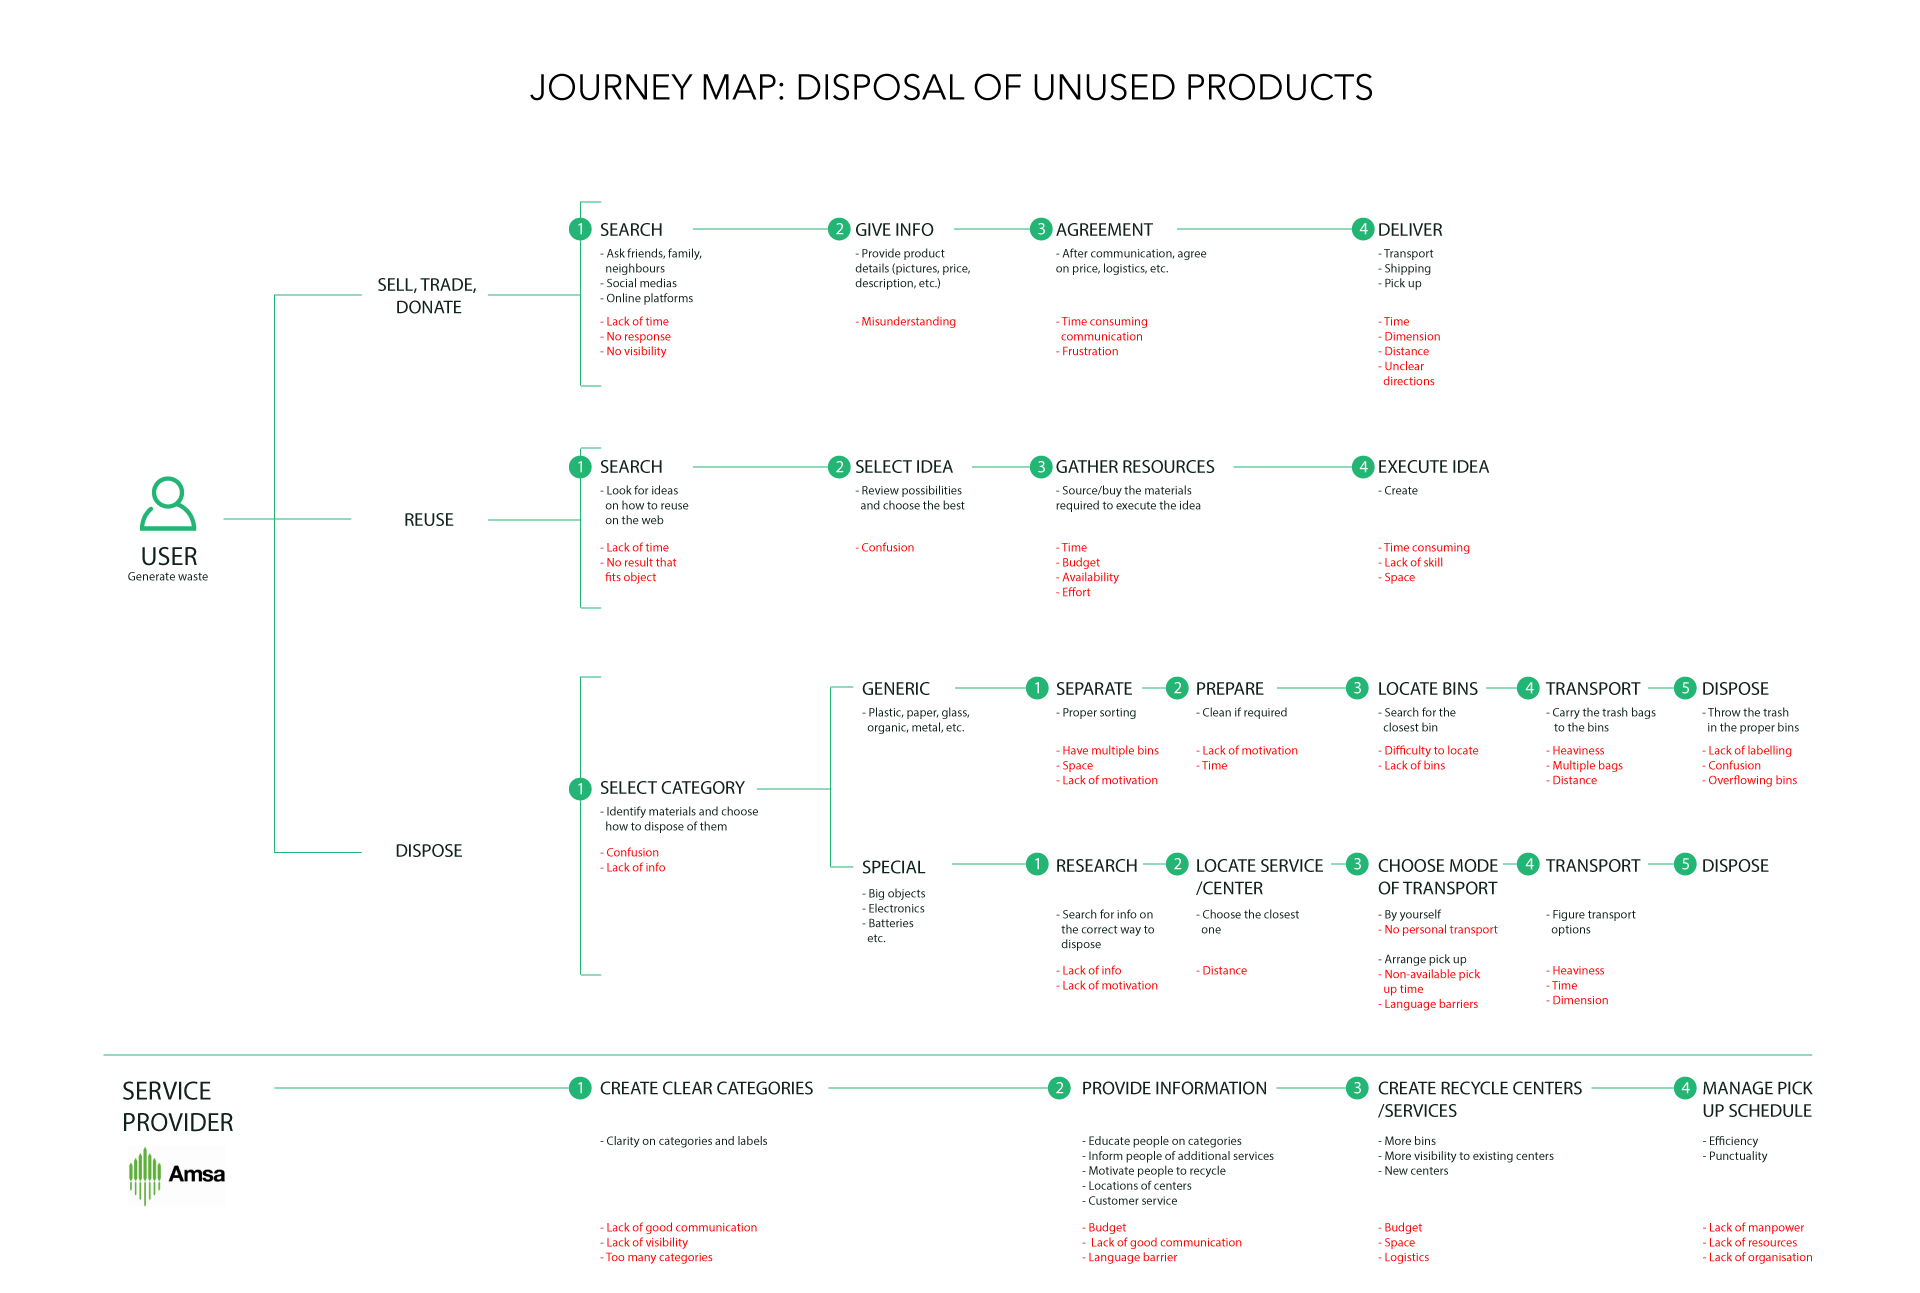 JOURNEY MAP: DISPOSAL OF UNUSED PRODUCTS
USER
Generate waste
SELL, TRADE,
DONATE
1 SEARCH
- Ask friends, family,
neighbours
- Social medias
- Online platforms
- Lack of time
- No response
- No visibility
2 GIVE INFO
- Provide product
details (pictures, price,
description, etc.)
- Misunderstanding
3 AGREEMENT
- After communication, agree
on price, logistics, etc.
- Time consuming
communication
- Frustration
4 DELIVER
- Transport
- Shipping
- Pick up
- Time
- Dimension
- Distance
- Unclear
directions
REUSE
1 SEARCH
- Look for ideas
on how to reuse
on the web
- Lack of time
- No result that
fits object
2 SELECT IDEA
- Review possibilities
and choose the best
- Confusion
3 GATHER RESOURCES
- Source/buy the materials
required to execute the idea
- Time
- Budget
- Availability
- Effort
4 EXECUTE IDEA
- Create
- Time consuming
- Lack of skill
- Space
DISPOSE
1 SELECT CATEGORY
- Identify materials and choose
how to dispose of them
- Confusion
- Lack of info
GENERIC
- Plastic, paper, glass,
organic, metal, etc.
1 SEPARATE
- Proper sorting
- Have multiple bins
- Space
- Lack of motivation
2 PREPARE
- Clean if required
- Lack of motivation
- Time
3 LOCATE BINS
- Search for the
closest bin
- Difficulty to locate
- Lack of bins
4 TRANSPORT
- Carry the trash bags
to the bins
- Heaviness
- Multiple bags
- Distance
5 DISPOSE
- Throw the trash
in the proper bins
- Lack of labelling
- Confusion
- Overflowing bins
SPECIAL
- Big objects
- Electronics
- Batteries
etc.
1 RESEARCH
- Search for info on
the correct way to
dispose
- Lack of info
- Lack of motivation
2 LOCATE SERVICE
/CENTER
- Choose the closest
one
- Distance
3 CHOOSE MODE
OF TRANSPORT
- By yourself
- No personal transport
- Arrange pick up
- Non-available pick
up time
- Language barriers
4 TRANSPORT
- Figure transport
options
- Heaviness
- Time
- Dimension
5 DISPOSE
SERVICE
PROVIDER
Amsa
1 CREATE CLEAR CATEGORIES
- Clarity on categories and labels
- Lack of good communication
- Lack of visibility
- Too many categories
2 PROVIDE INFORMATION
- Educate people on categories
- Inform people of additional services
- Motivate people to recycle
- Locations of centers
- Customer service
- Budget
- Lack of good communication
- Language barrier
3 CREATE RECYCLE CENTERS
/SERVICES
- More bins
- More visibility to existing centers
- New centers
- Budget
- Space
- Logistics
4 MANAGE PICK
UP SCHEDULE
- Efficiency
- Punctuality
- Lack of manpower
- Lack of resources
- Lack of organisation